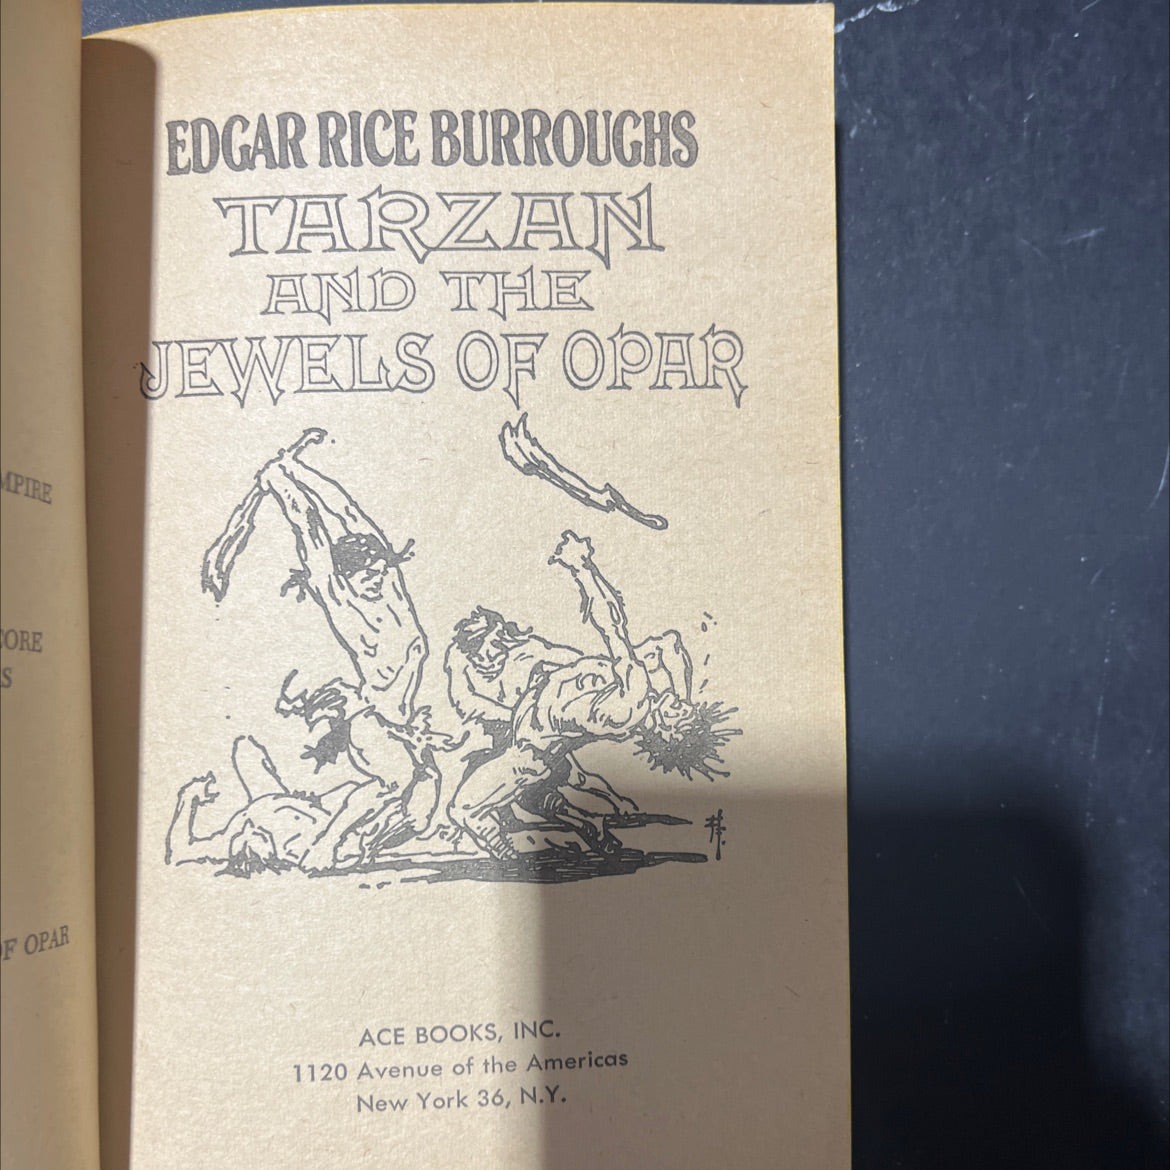 MPIRE
CORE
S
OF OPAR
EDGAR RICE BURROUGHS
TARZAN
AND THE
JEWELS OF OPAR
ACE BOOKS, INC.
1120 Avenue of the Americas
New York 36, N.Y.